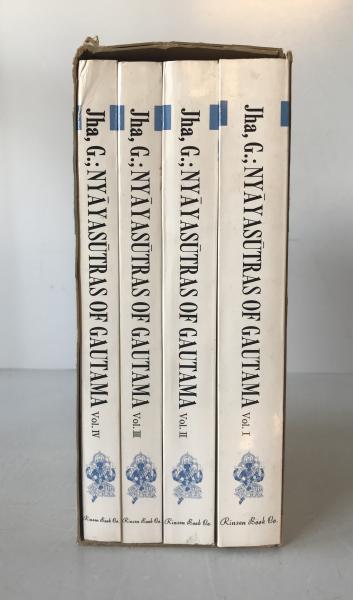 Jha, G.; NYĀYASŪTRAS OF GAUTAMA Vol. IV
Rinsen Book Co.
Jha, G.; NYĀYASŪTRAS OF GAUTAMA Vol. III
Rinsen Book Co.
Jha, G.; NYĀYASŪTRAS OF GAUTAMA Vol. II
Rinsen Book Co.
Jha, G.; NYĀYASŪTRAS OF GAUTAMA Vol. I
Rinsen Book Co.